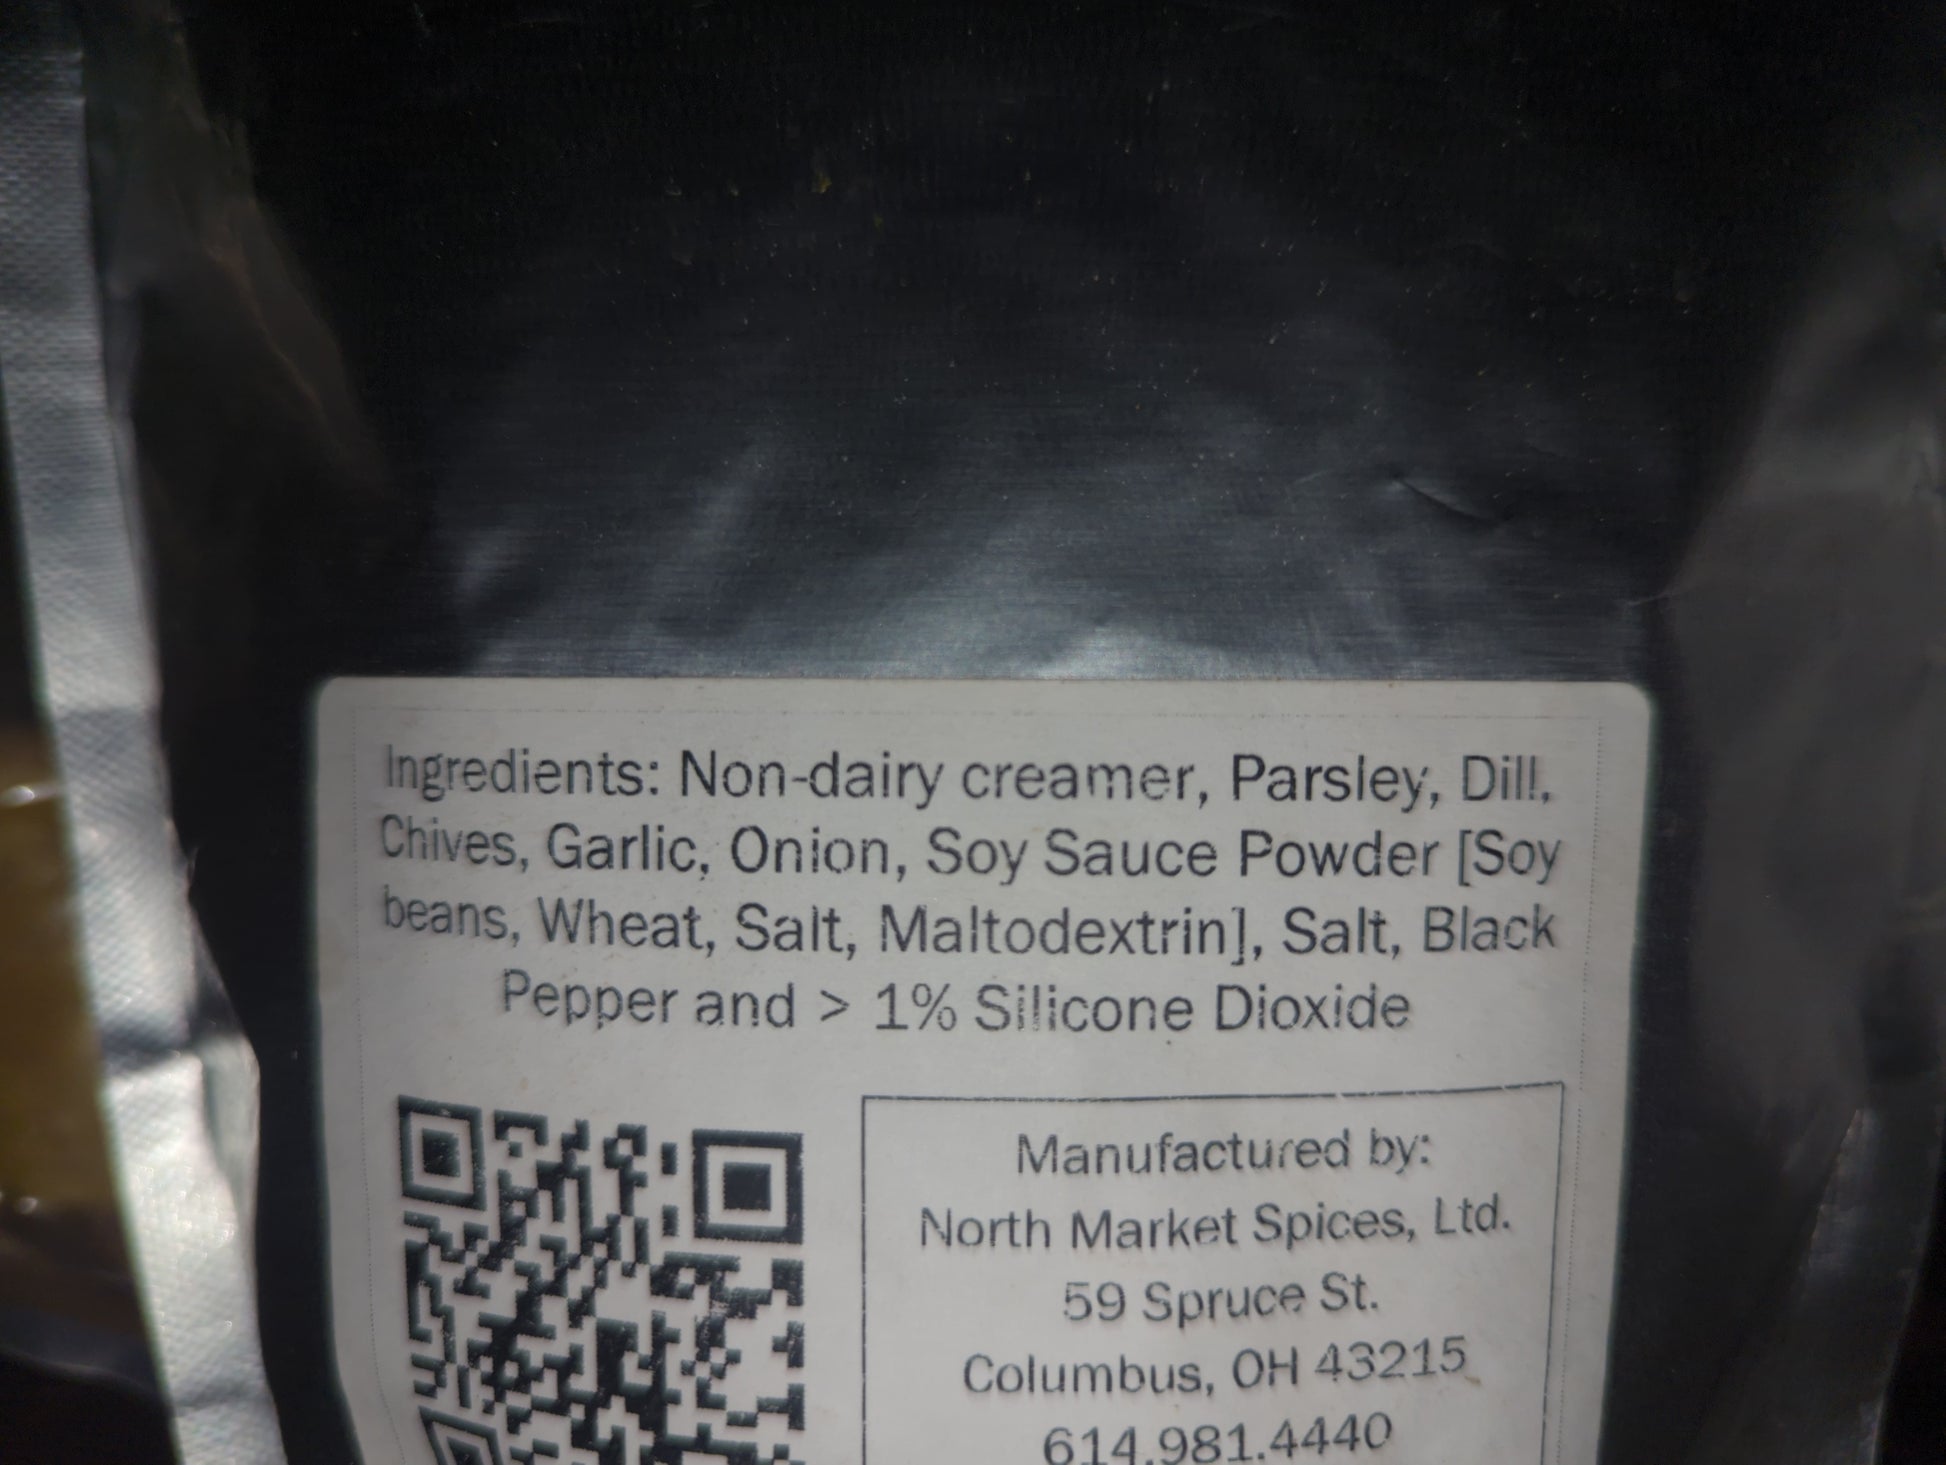 Ingredients: Non-dairy creamer, Parsley, Dill,
Chives, Garlic, Onion, Soy Sauce Powder [Soy
beans, Wheat, Salt, Maltodextrin], Salt, Black
Pepper and > 1% Silicone Dioxide
Manufactured by:
North Market Spices, Ltd.
59 Spruce St.
Columbus, OH 43215
614.981.4440